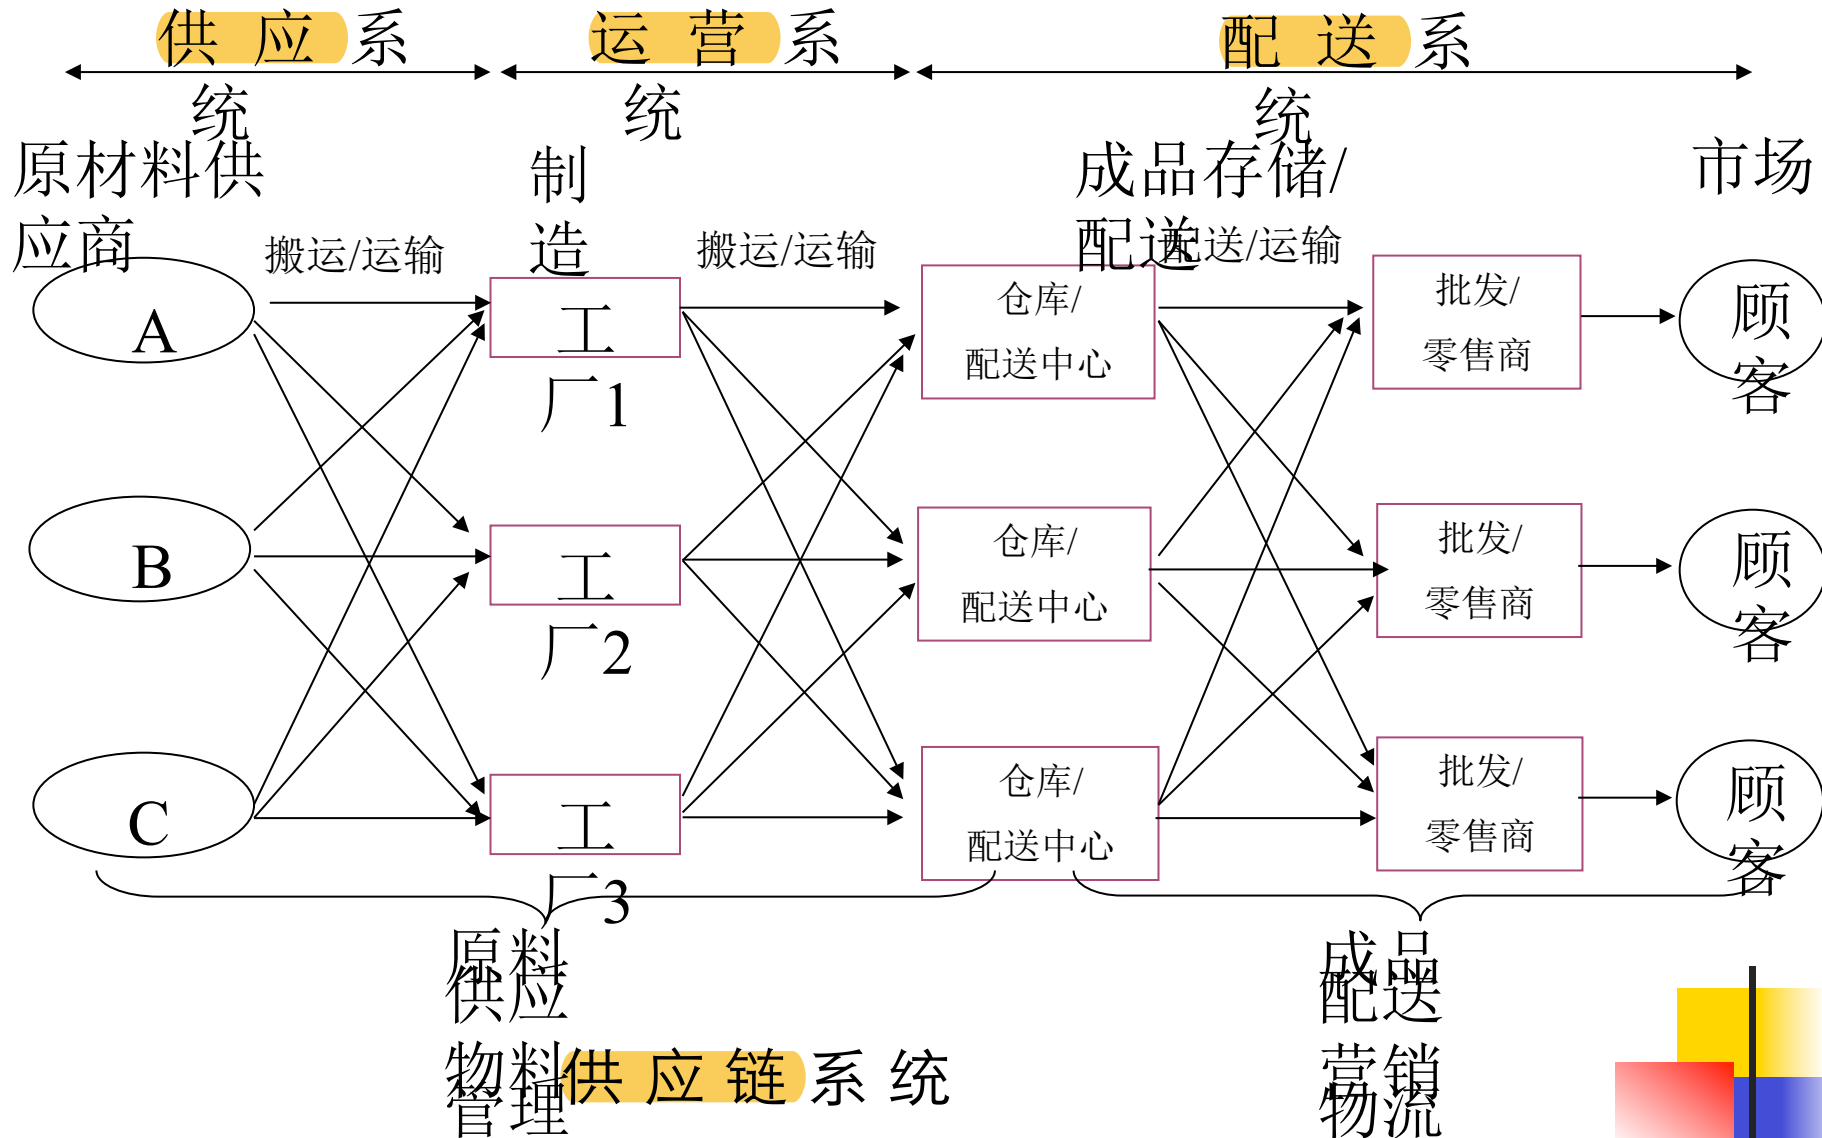 供应系
统
运营系
统
配送系
统
原材料供
应商
制
造
成品存储/
配送
市场
搬运/运输
搬运/运输
配送/运输
A
工
厂1
仓库/
配送中心
批发/
零售商
顾
客
B
工
厂2
仓库/
配送中心
批发/
零售商
顾
客
C
工
厂3
仓库/
配送中心
批发/
零售商
顾
客
原料
供应
物料
管理
成品
配送
营销
物流
供应链系统